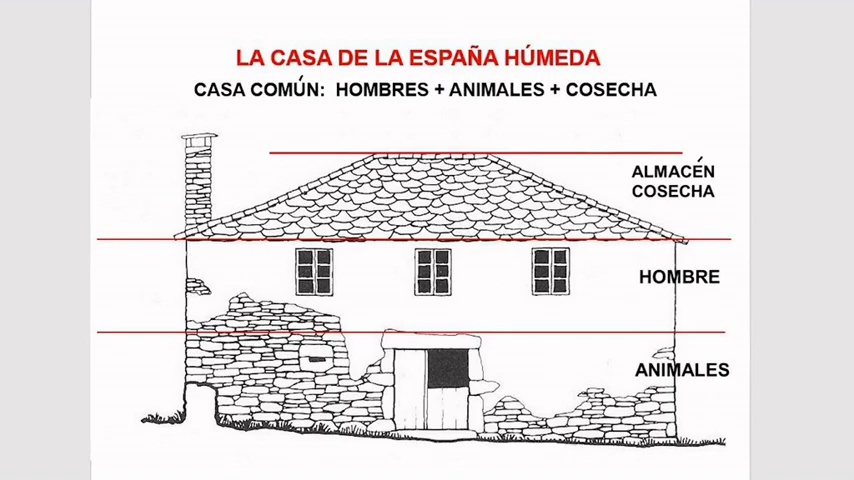 LA CASA DE LA ESPAÑA HÚMEDA
CASA COMÚN: HOMBRES + ANIMALES + COSECHA
ALMACÉN
COSECHA
HOMBRE
ANIMALES